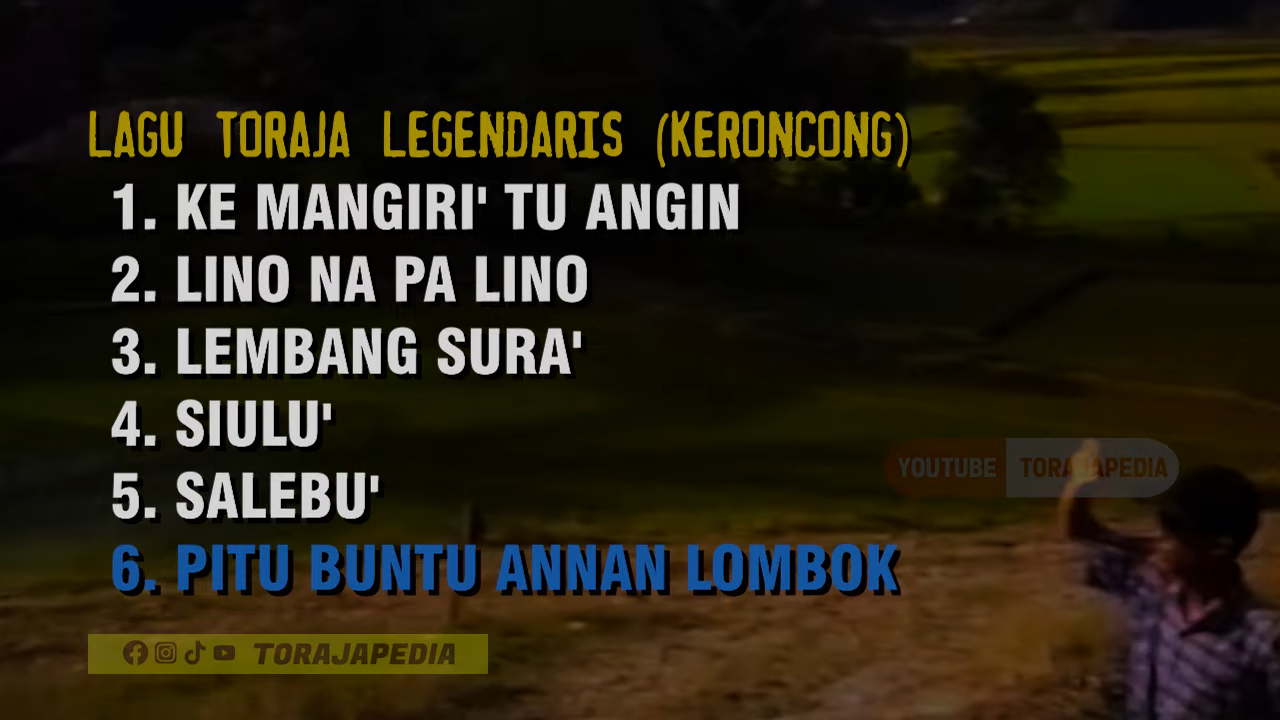 LAGU TORAJA LEGENDARIS (KERONCONG)
1. KE MANGIRI' TU ANGIN
2. LINO NA PA LINO
3. LEMBANG SURA'
4. SIULU'
5. SALEBU'
YOUTUBE TORAJAPEDIA
6. PITU BUNTU ANNAN LOMBOK
TORAJAPEDIA